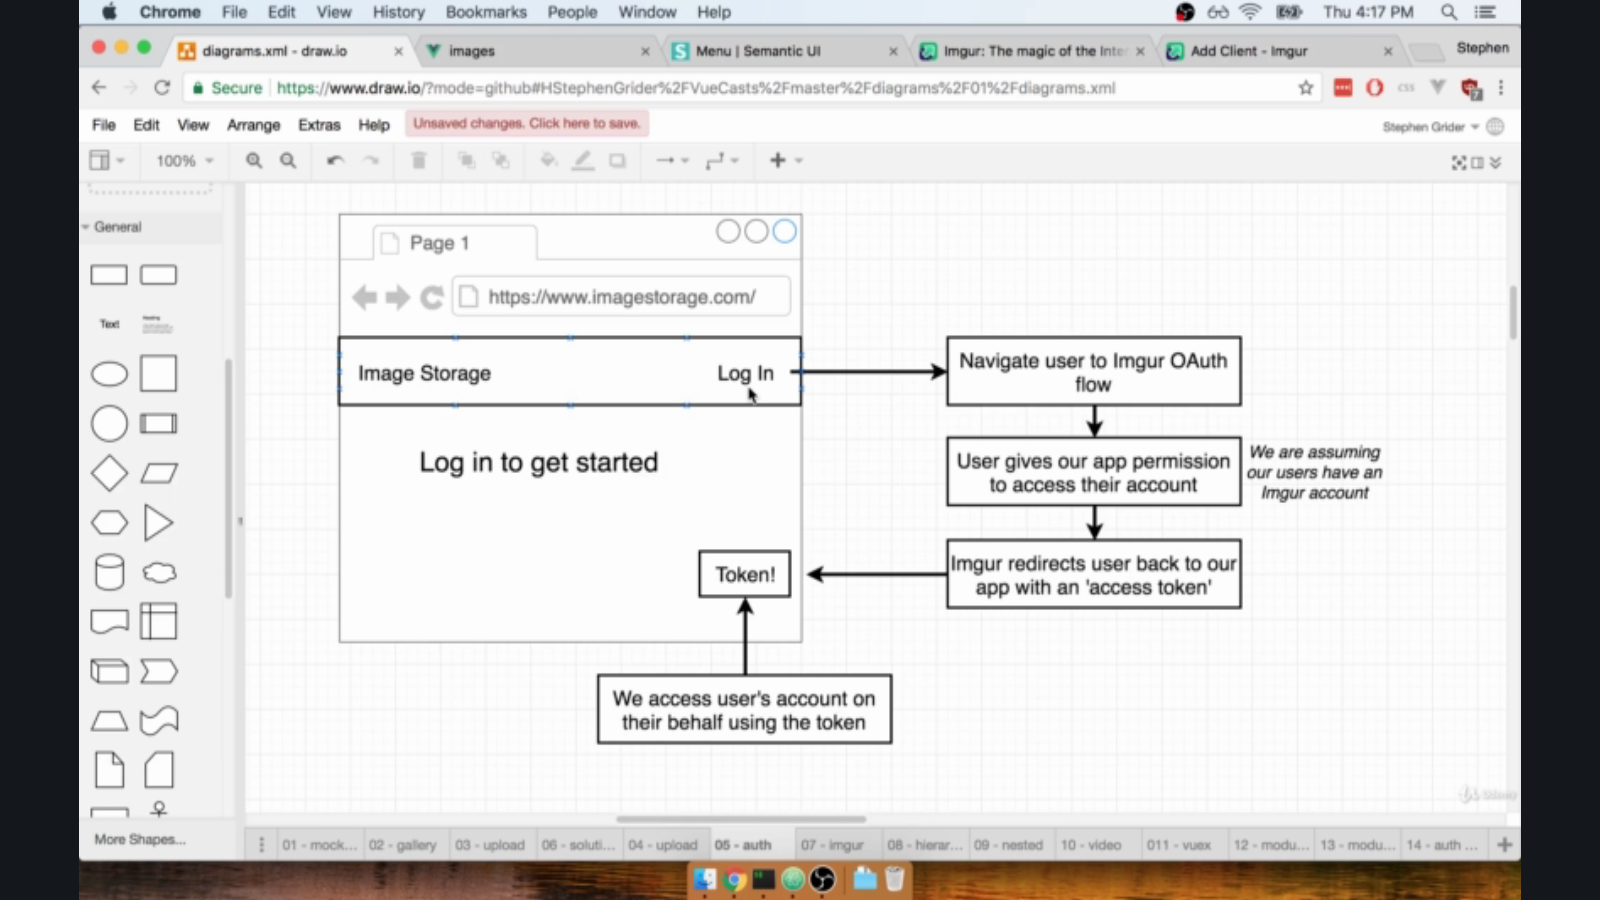 Chrome File Edit View History Bookmarks People Window Help Thu 4:17 PM
diagrams.xml - draw.io images Menu | Semantic UI Imgur: The magic of the Inte Add Client - Imgur Stephen
Secure https://www.draw.io/?mode=github#HStephenGrider%2FVueCasts%2Fmaster%2Fdiagrams%2F01%2Fdiagrams.xml CSS 7
File Edit View Arrange Extras Help Unsaved changes. Click here to save. Stephen Grider
100%
General
Text
Page 1
https://www.imagestorage.com/
Image Storage Log In
Log in to get started
Token!
We access user's account on
their behalf using the token
Navigate user to Imgur OAuth
flow
User gives our app permission
to access their account
We are assuming
our users have an
Imgur account
Imgur redirects user back to our
app with an 'access token'
More Shapes...
01 - mock... 02 - gallery 03 - upload 06 - soluti... 04 - upload 05 - auth 07 - imgur 08 - hierar... 09 - nested 10 - video 011 - vuex 12 - modu... 13 - modu... 14 - auth ...